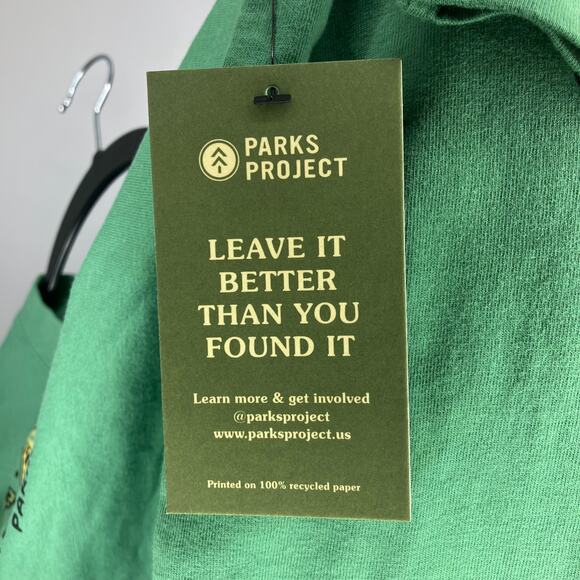 PARKS
PROJECT
LEAVE IT
BETTER
THAN YOU
FOUND IT
Learn more & get involved
@parksproject
www.parksproject.us
Printed on 100% recycled paper